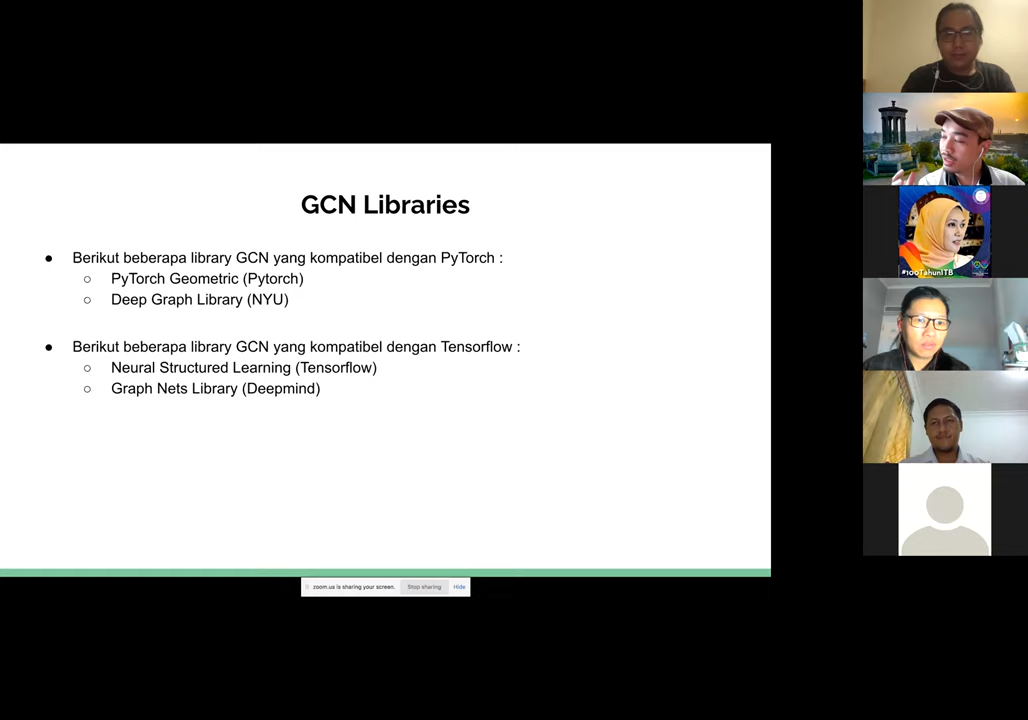 GCN Libraries
● Berikut beberapa library GCN yang kompatibel dengan PyTorch :
○ PyTorch Geometric (Pytorch)
○ Deep Graph Library (NYU)
● Berikut beberapa library GCN yang kompatibel dengan Tensorflow :
○ Neural Structured Learning (Tensorflow)
○ Graph Nets Library (Deepmind)
zoom.us is sharing your screen. Stop sharing Hide
#100TahunITB